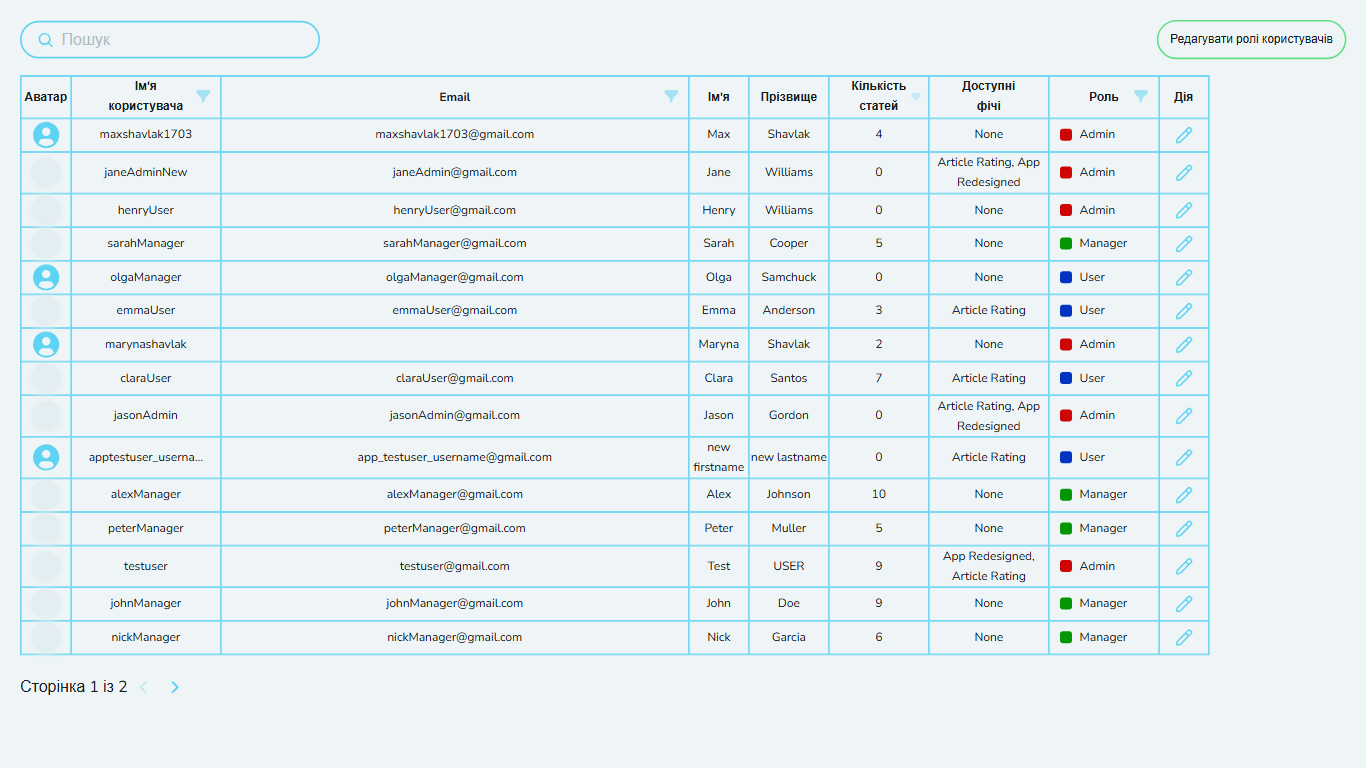 Пошук
Редагувати ролі користувачів
Аватар Ім'я користувача Email Ім'я Прізвище Кількість статей Доступні фічі Роль Дія
maxshavlak1703 maxshavlak1703@gmail.com Max Shavlak 4 None Admin
janeAdminNew janeAdmin@gmail.com Jane Williams 0 Article Rating, App Redesigned Admin
henryUser henryUser@gmail.com Henry Williams 0 None Admin
sarahManager sarahManager@gmail.com Sarah Cooper 5 None Manager
olgaManager olgaManager@gmail.com Olga Samchuck 0 None User
emmaUser emmaUser@gmail.com Emma Anderson 3 Article Rating User
marynashavlak Maryna Shavlak 2 None Admin
claraUser claraUser@gmail.com Clara Santos 7 Article Rating User
jasonAdmin jasonAdmin@gmail.com Jason Gordon 0 Article Rating, App Redesigned Admin
apptestuser_userna... app_testuser_username@gmail.com new firstname new lastname 0 Article Rating User
alexManager alexManager@gmail.com Alex Johnson 10 None Manager
peterManager peterManager@gmail.com Peter Muller 5 None Manager
testuser testuser@gmail.com Test USER 9 App Redesigned, Article Rating Admin
johnManager johnManager@gmail.com John Doe 9 None Manager
nickManager nickManager@gmail.com Nick Garcia 6 None Manager
Сторінка 1 із 2